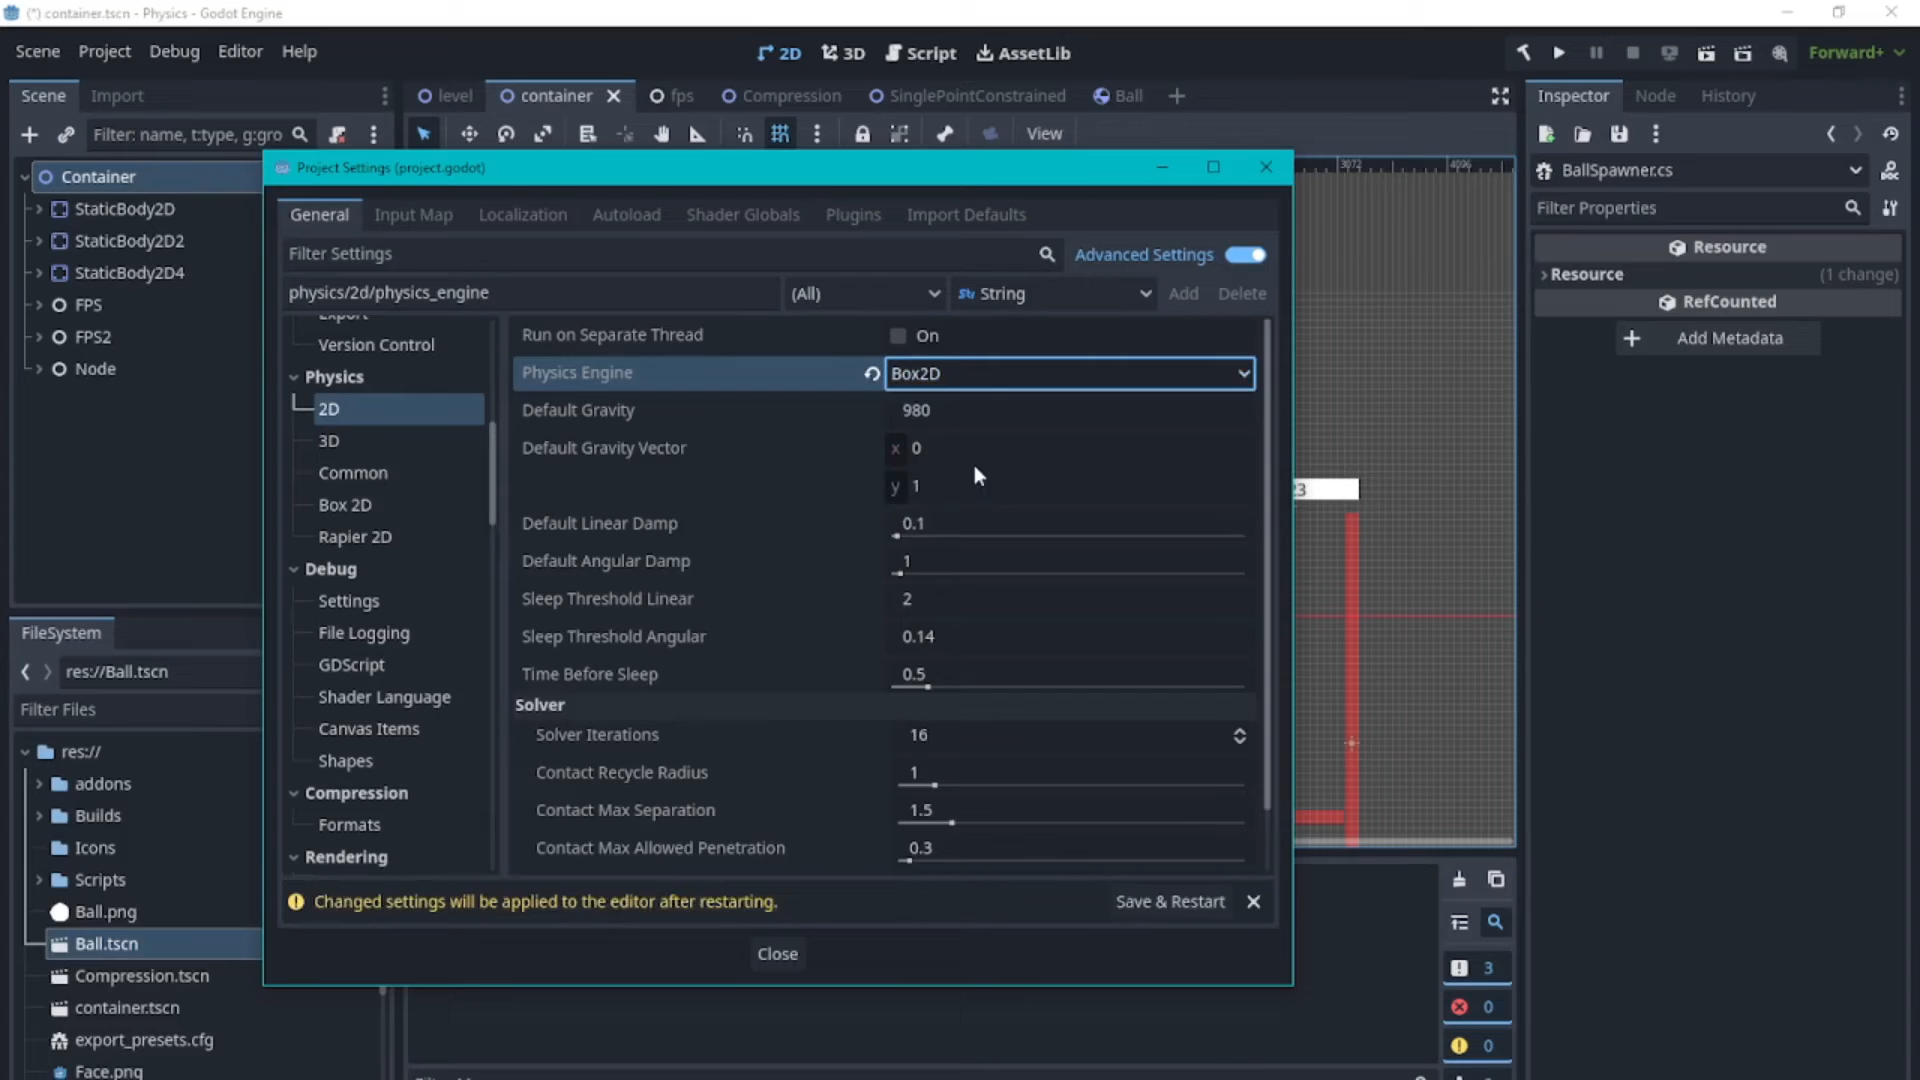 (*) container.tscn - Physics - Godot Engine
Scene Project Debug Editor Help
2D 3D Script AssetLib
Forward+
Scene Import
level container fps Compression SinglePointConstrained Ball
Inspector Node History
Filter: name, t:type, g:gro
View
Container
StaticBody2D
StaticBody2D2
StaticBody2D4
FPS
FPS2
Node
FileSystem
res://Ball.tscn
Filter Files
res://
addons
Builds
Icons
Scripts
Ball.png
Ball.tscn
Compression.tscn
container.tscn
export_presets.cfg
Face.png
Project Settings (project.godot)
General Input Map Localization Autoload Shader Globals Plugins Import Defaults
Filter Settings
Advanced Settings
physics/2d/physics_engine (All) String Add Delete
Export
Version Control
Physics
2D
3D
Common
Box 2D
Rapier 2D
Debug
Settings
File Logging
GDScript
Shader Language
Canvas Items
Shapes
Compression
Formats
Rendering
Run on Separate Thread On
Physics Engine Box2D
Default Gravity 980
Default Gravity Vector x 0
y 1
Default Linear Damp 0.1
Default Angular Damp 1
Sleep Threshold Linear 2
Sleep Threshold Angular 0.14
Time Before Sleep 0.5
Solver
Solver Iterations 16
Contact Recycle Radius 1
Contact Max Separation 1.5
Contact Max Allowed Penetration 0.3
Changed settings will be applied to the editor after restarting.
Save & Restart
Close
3072 4096
23
3
0
0
BallSpawner.cs
Filter Properties
Resource
Resource (1 change)
RefCounted
Add Metadata